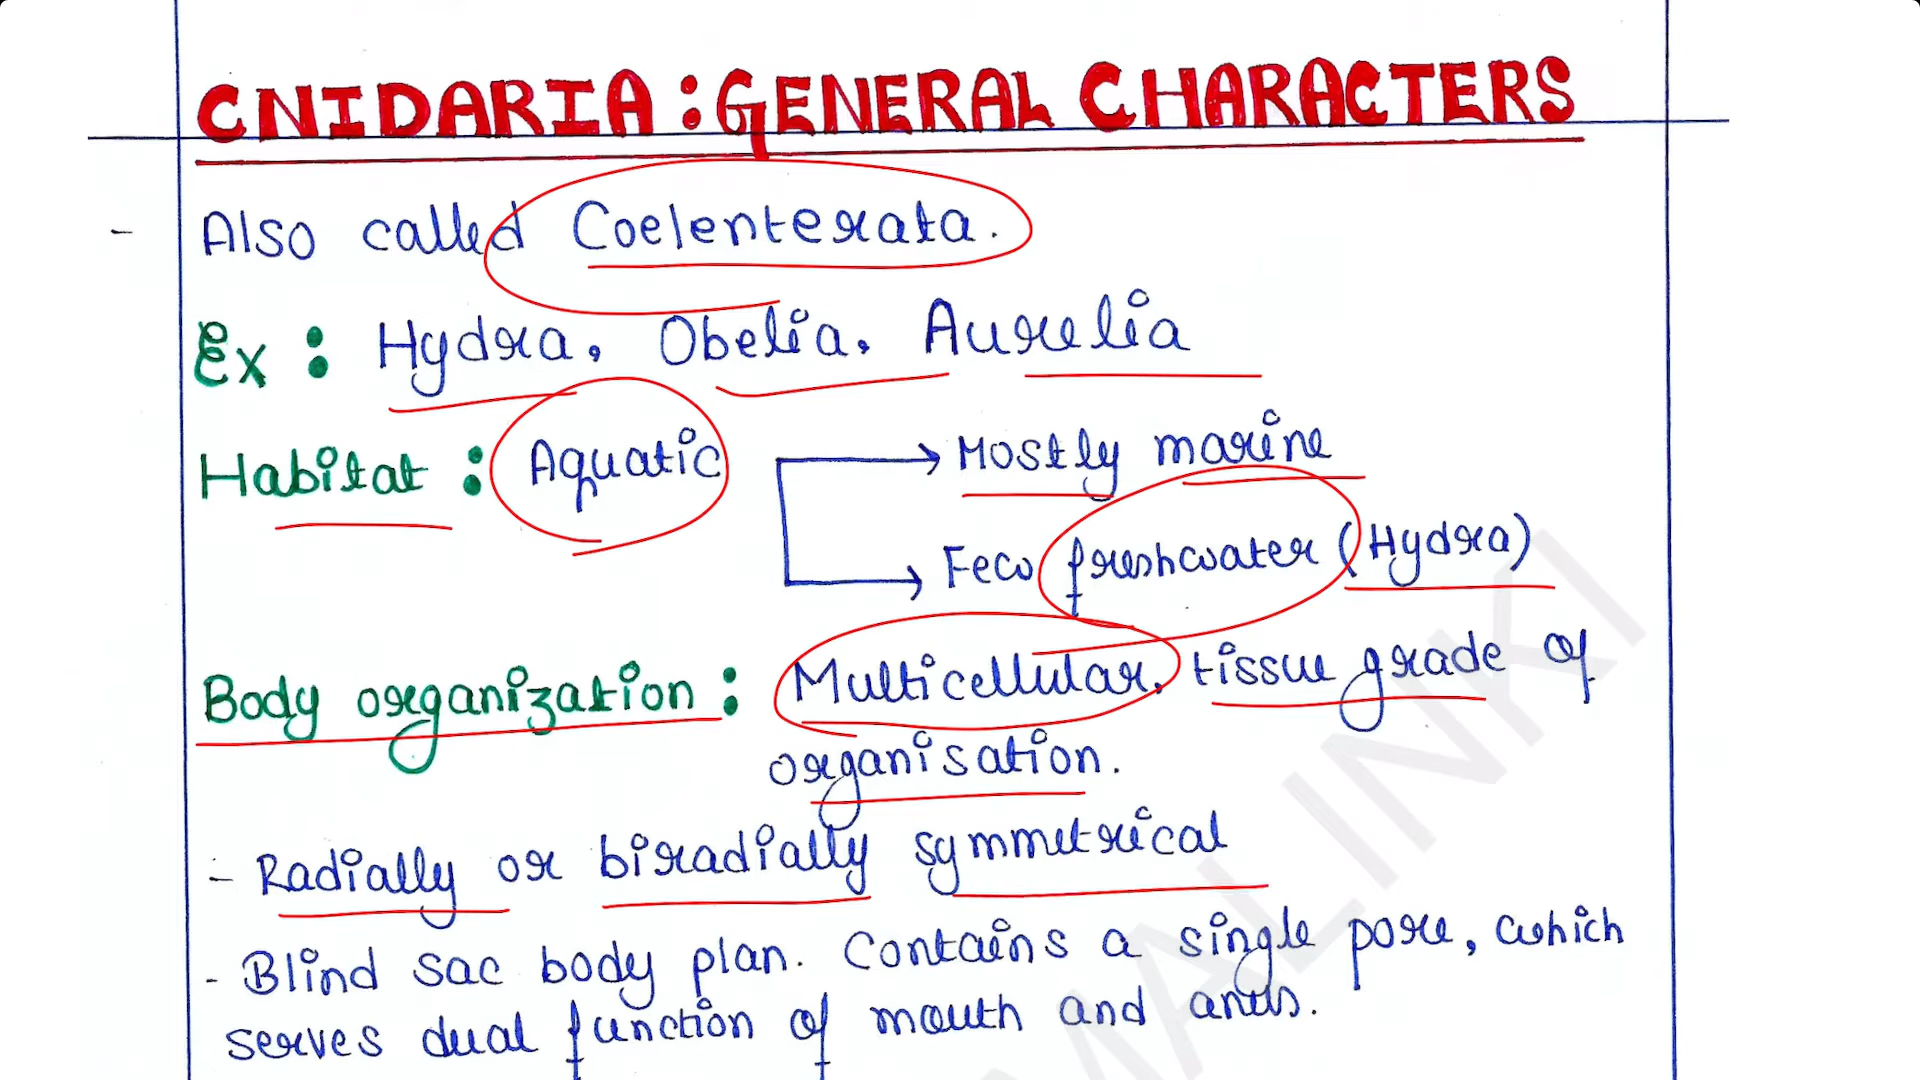 CNIDARIA : GENERAL CHARACTERS
- Also called Coelenterata.
Ex : Hydra, Obelia, Aurelia
Habitat : Aquatic → Mostly marine
→ Few freshwater (Hydra)
Body organization : Multicellular, tissue grade of
organisation.
- Radially or biradially symmetrical
- Blind sac body plan. Contains a single pore, which
serves dual function of mouth and anus.
MALINKI